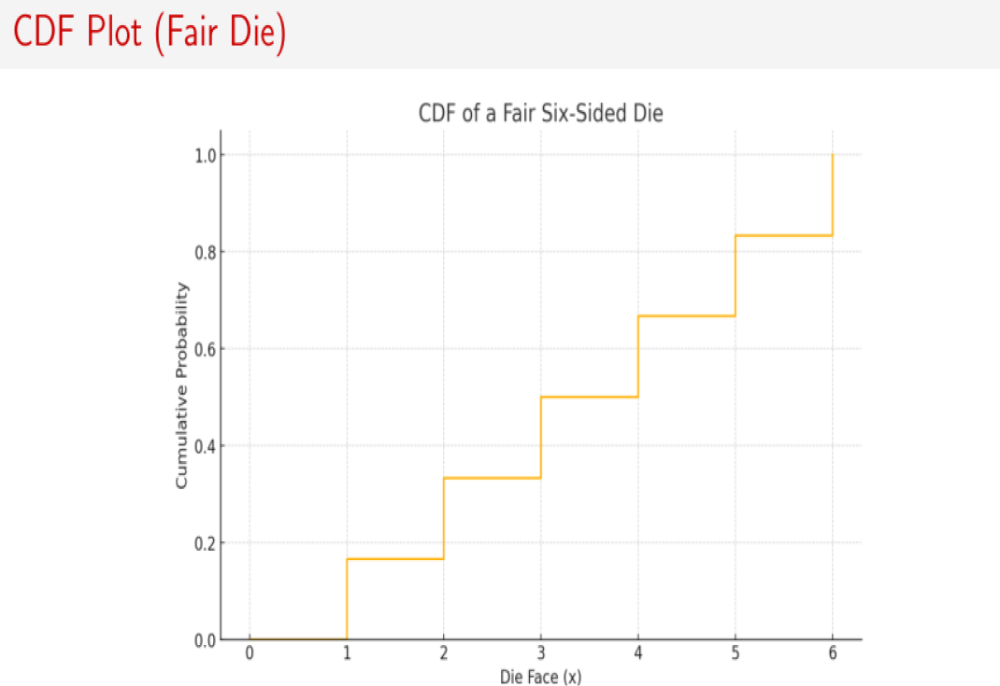 CDF Plot (Fair Die)
CDF of a Fair Six-Sided Die
Cumulative Probability
1.0
0.8
0.6
0.4
0.2
0.0
0 1 2 3 4 5 6
Die Face (x)